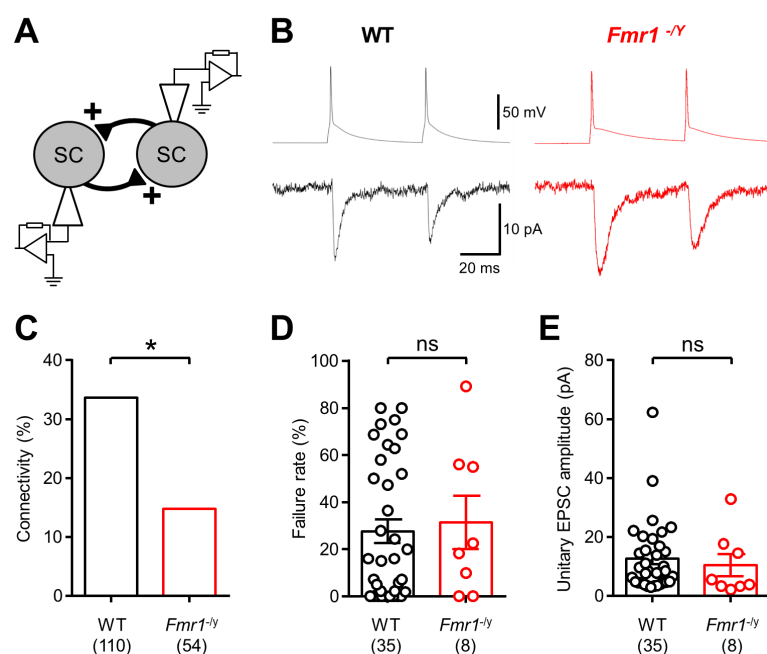 A
SC
SC
+
+
B
WT
Fmr1 -/Y
50 mV
10 pA
20 ms
C
*
Connectivity (%)
40
30
20
10
0
WT
(110)
Fmr1-/y
(54)
D
ns
Failure rate (%)
100
80
60
40
20
0
WT
(35)
Fmr1-/y
(8)
E
ns
Unitary EPSC amplitude (pA)
80
60
40
20
0
WT
(35)
Fmr1-/y
(8)